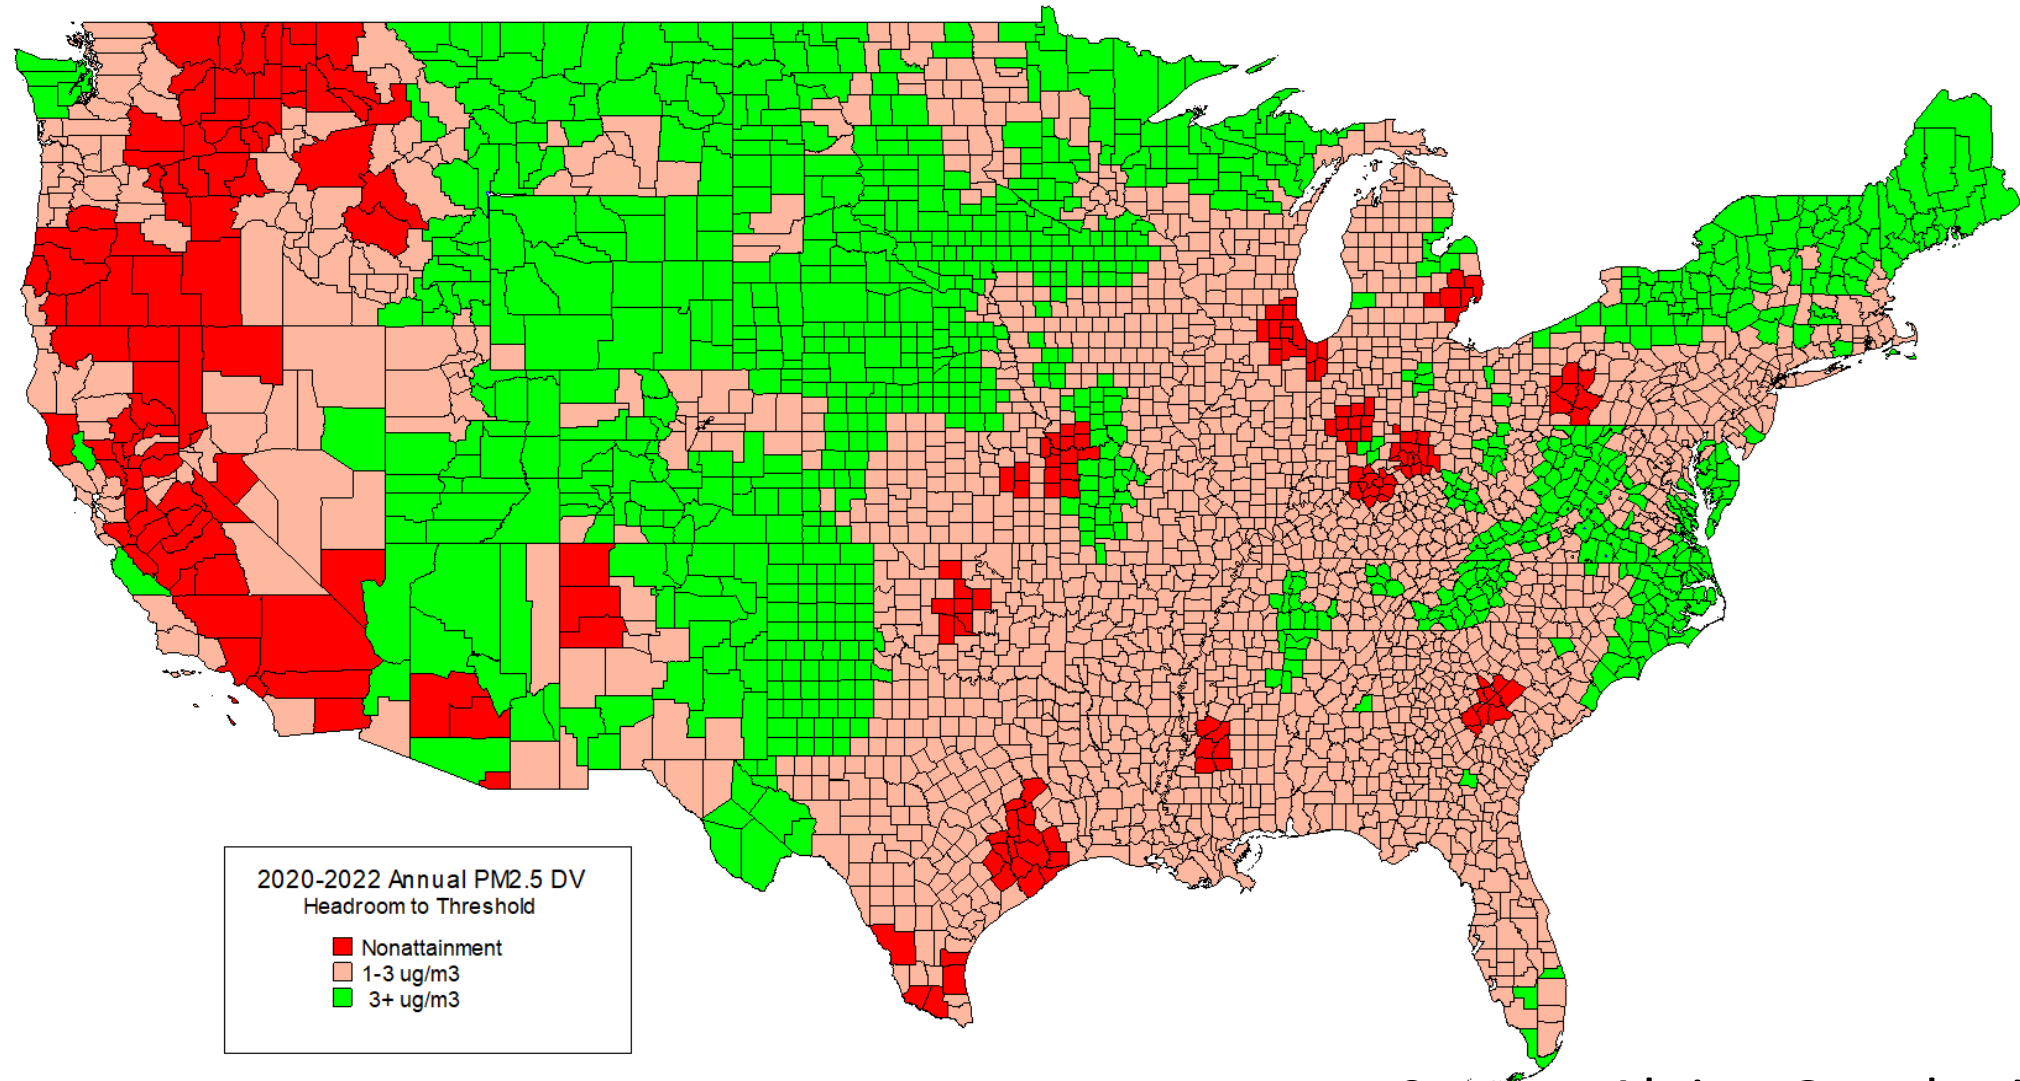 2020-2022 Annual PM2.5 DV
Headroom to Threshold
Nonattainment
1-3 ug/m3
3+ ug/m3